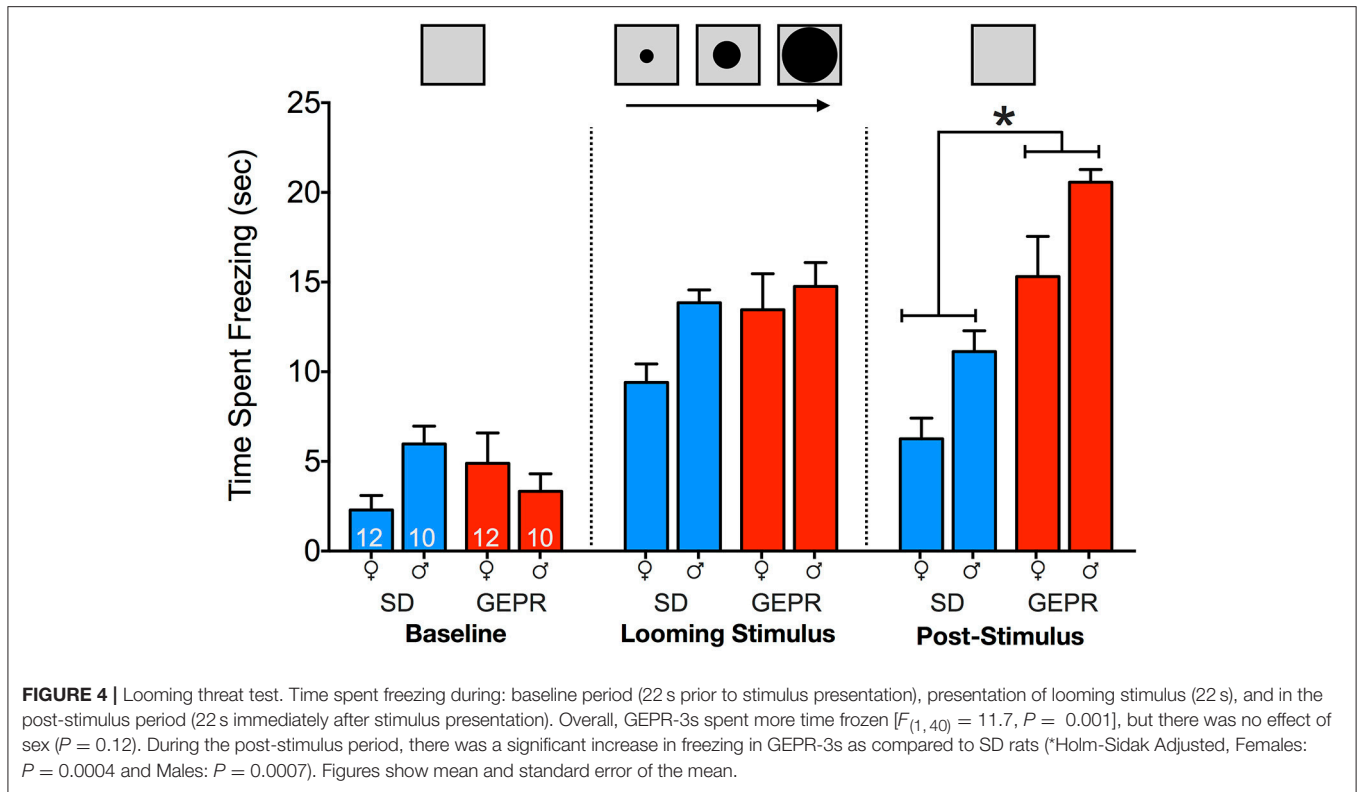 *
25
20
15
10
5
0
Time Spent Freezing (sec)
12 10 12 10
♀ ♂ ♀ ♂ ♀ ♂ ♀ ♂ ♀ ♂ ♀ ♂
SD GEPR SD GEPR SD GEPR
Baseline Looming Stimulus Post-Stimulus
FIGURE 4 | Looming threat test. Time spent freezing during: baseline period (22 s prior to stimulus presentation), presentation of looming stimulus (22 s), and in the
post-stimulus period (22 s immediately after stimulus presentation). Overall, GEPR-3s spent more time frozen [F(1, 40) = 11.7, P = 0.001], but there was no effect of
sex (P = 0.12). During the post-stimulus period, there was a significant increase in freezing in GEPR-3s as compared to SD rats (*Holm-Sidak Adjusted, Females:
P = 0.0004 and Males: P = 0.0007). Figures show mean and standard error of the mean.